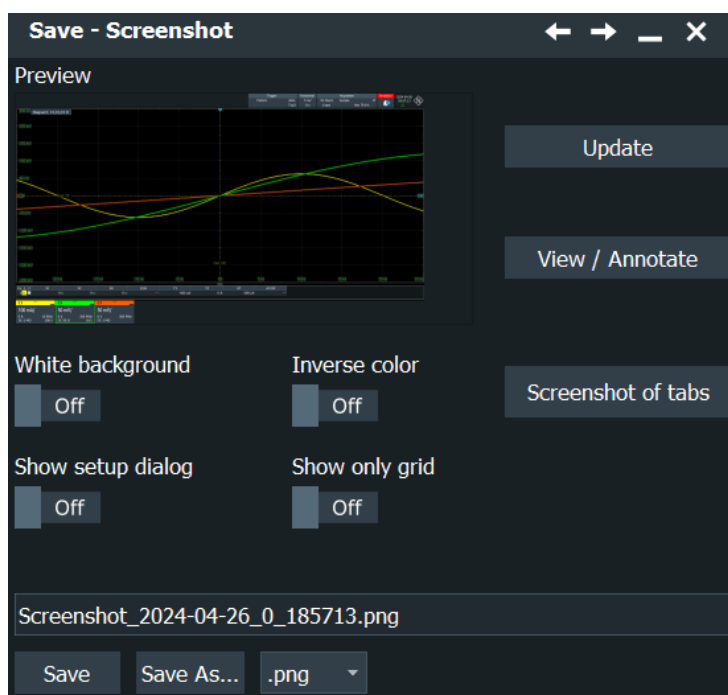 Save - Screenshot
Preview
Update
View / Annotate
White background
Inverse color
Off
Off
Screenshot of tabs
Show setup dialog
Show only grid
Off
Off
Screenshot_2024-04-26_0_185713.png
Save
Save As...
.png